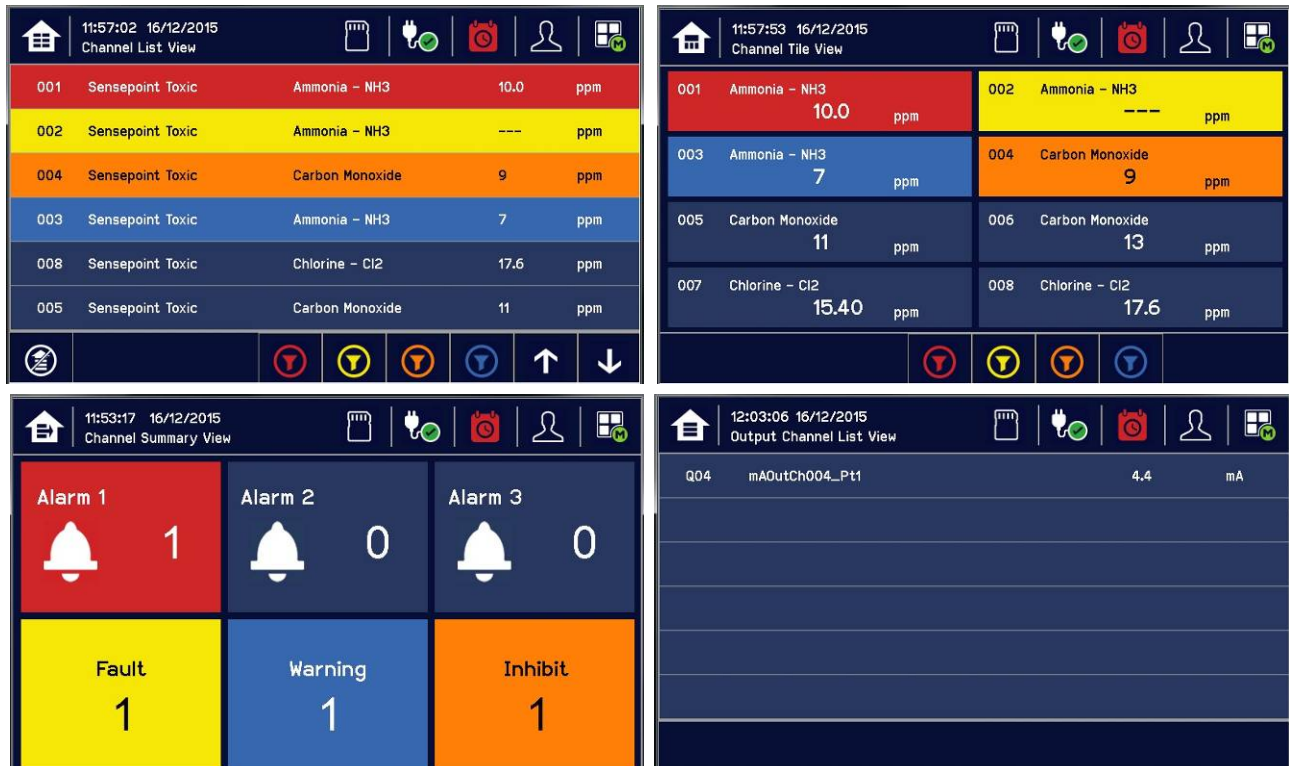 11:57:02 16/12/2015
Channel List View
M
001 Sensepoint Toxic Ammonia - NH3 10.0 ppm
002 Sensepoint Toxic Ammonia - NH3 --- ppm
004 Sensepoint Toxic Carbon Monoxide 9 ppm
003 Sensepoint Toxic Ammonia - NH3 7 ppm
008 Sensepoint Toxic Chlorine - Cl2 17.6 ppm
005 Sensepoint Toxic Carbon Monoxide 11 ppm
11:57:53 16/12/2015
Channel Tile View
M
001 Ammonia - NH3
10.0 ppm
002 Ammonia - NH3
--- ppm
003 Ammonia - NH3
7 ppm
004 Carbon Monoxide
9 ppm
005 Carbon Monoxide
11 ppm
006 Carbon Monoxide
13 ppm
007 Chlorine - Cl2
15.40 ppm
008 Chlorine - Cl2
17.6 ppm
11:53:17 16/12/2015
Channel Summary View
M
Alarm 1
1
Alarm 2
0
Alarm 3
0
Fault
1
Warning
1
Inhibit
1
12:03:06 16/12/2015
Output Channel List View
M
Q04 mAOutCh004_Pt1 4.4 mA